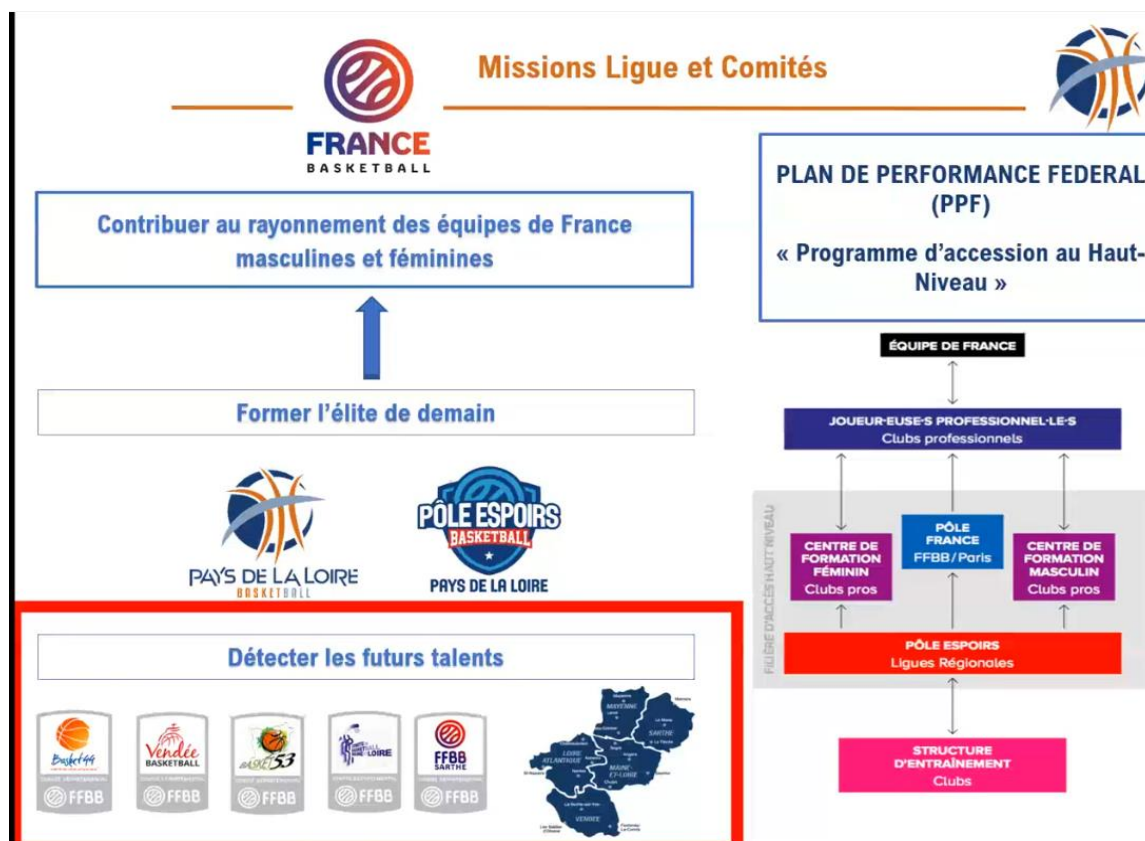 Missions Ligue et Comités
FRANCE
BASKETBALL
Contribuer au rayonnement des équipes de France
masculines et féminines
Former l'élite de demain
PAYS DE LA LOIRE
BASKETBALL
PÔLE ESPOIRS
BASKETBALL
PAYS DE LA LOIRE
Détecter les futurs talents
Basket 44
FFBB
Vendée
BASKETBALL
FFBB
BASKET 53
FFBB
LOIRE
FFBB
FFBB
SARTHE
FFBB
MAYENNE
SARTHE
LOIRE
ATLANTIQUE
MAINE-
ET-LOIRE
VENDEE
PLAN DE PERFORMANCE FEDERAL
(PPF)
« Programme d'accession au Haut-
Niveau »
ÉQUIPE DE FRANCE
JOUEUR·EUSE·S PROFESSIONNEL·LE·S
Clubs professionnels
FILIÈRE D'ACCÈS HAUT NIVEAU
CENTRE DE
FORMATION
FÉMININ
Clubs pros
PÔLE
FRANCE
FFBB/Paris
CENTRE DE
FORMATION
MASCULIN
Clubs pros
PÔLE ESPOIRS
Ligues Régionales
STRUCTURE
D'ENTRAÎNEMENT
Clubs